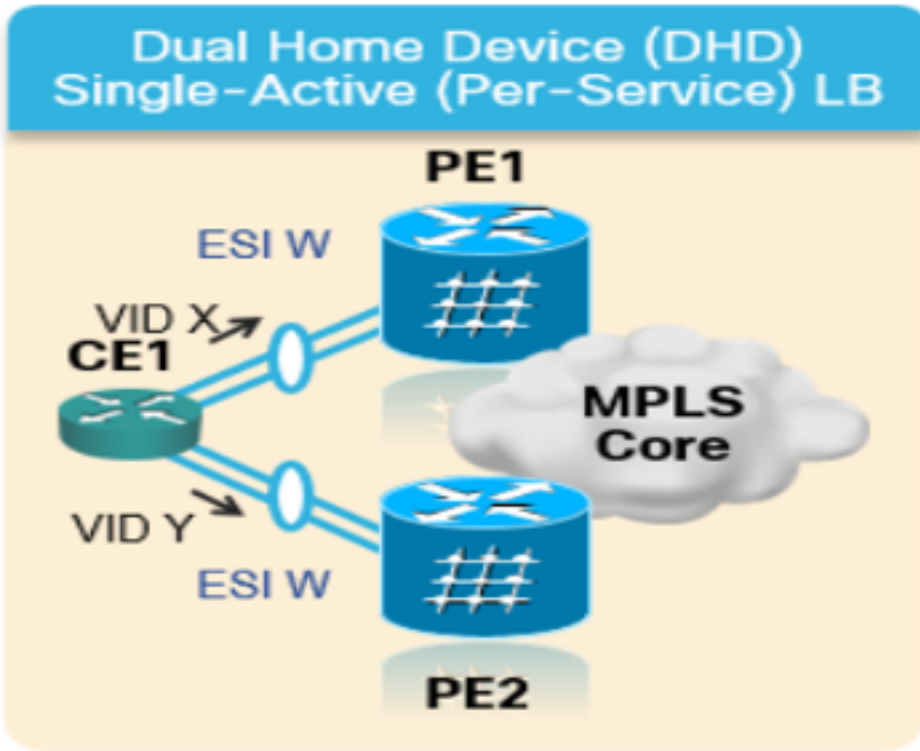 Dual Home Device (DHD)
Single-Active (Per-Service) LB
PE1
ESI W
VID X
CE1
MPLS
Core
VID Y
ESI W
PE2